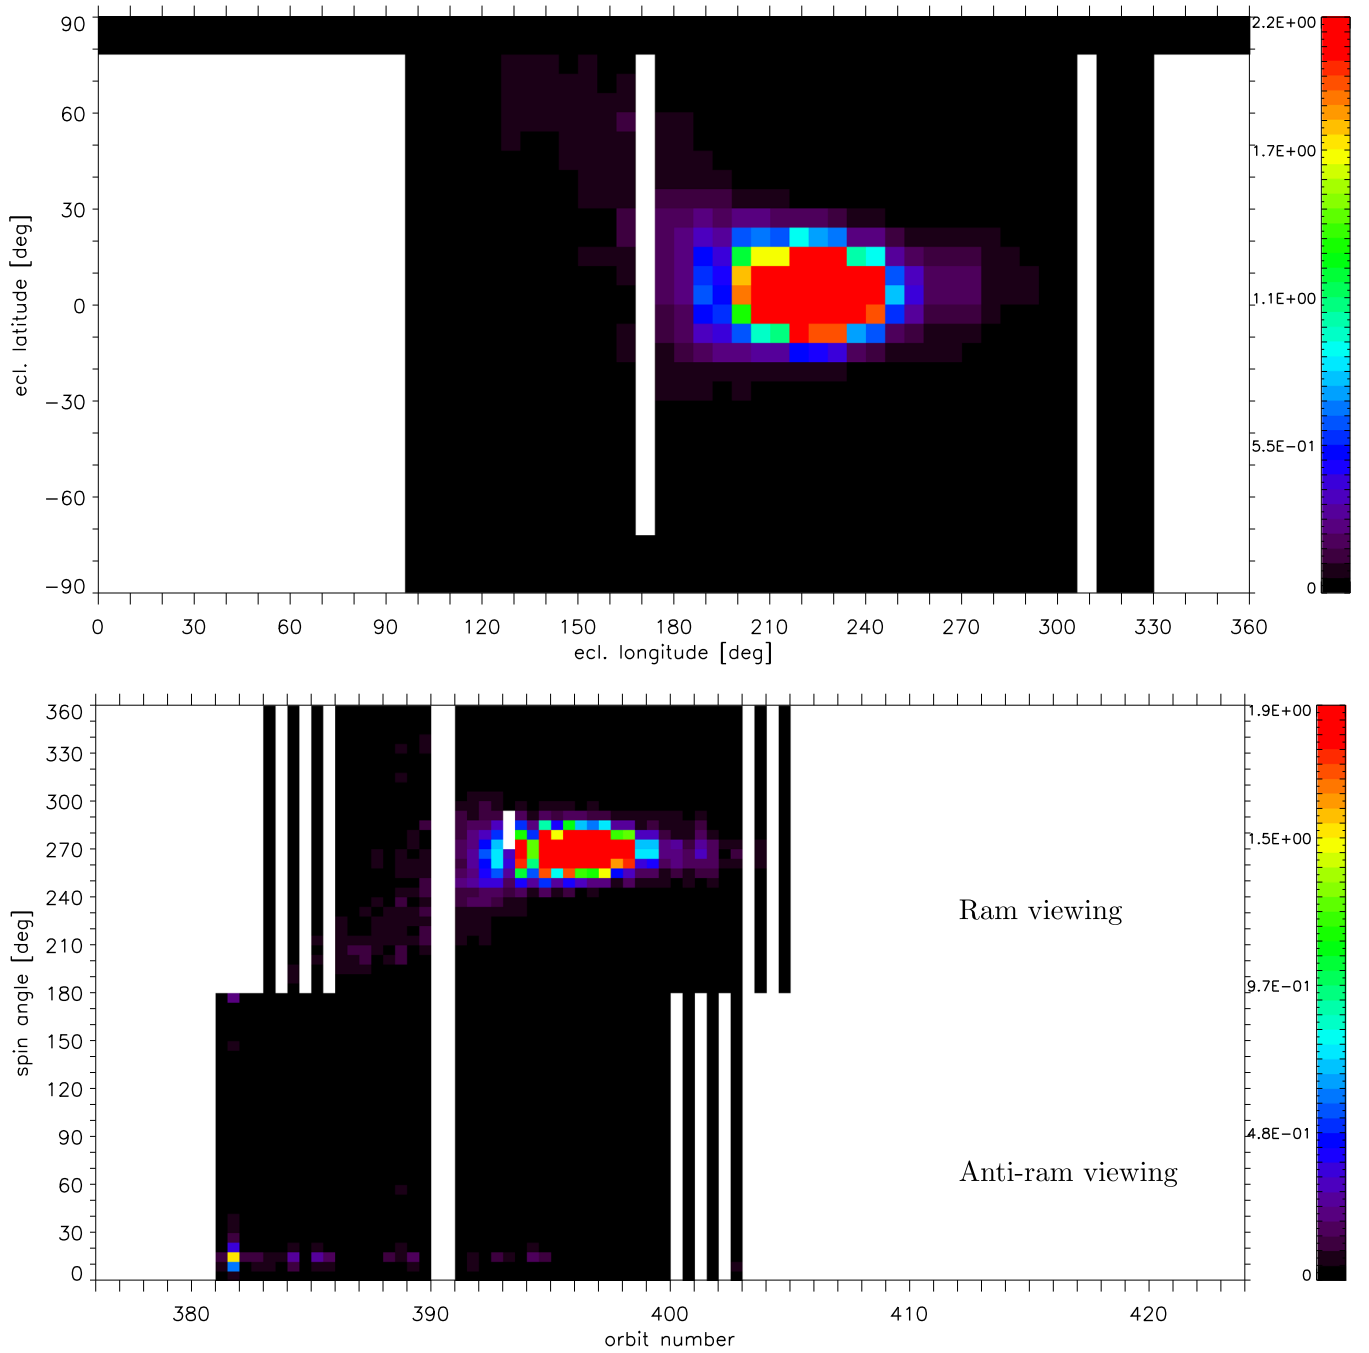 90
60
30
0
−30
−60
−90
ecl. latitude [deg]
0 30 60 90 120 150 180 210 240 270 300 330 360
ecl. longitude [deg]
2.2E+00
1.7E+00
1.1E+00
5.5E−01
0
360
330
300
270
240
210
180
150
120
90
60
30
0
spin angle [deg]
Ram viewing
Anti-ram viewing
380 390 400 410 420
orbit number
1.9E+00
1.5E+00
9.7E−01
4.8E−01
0